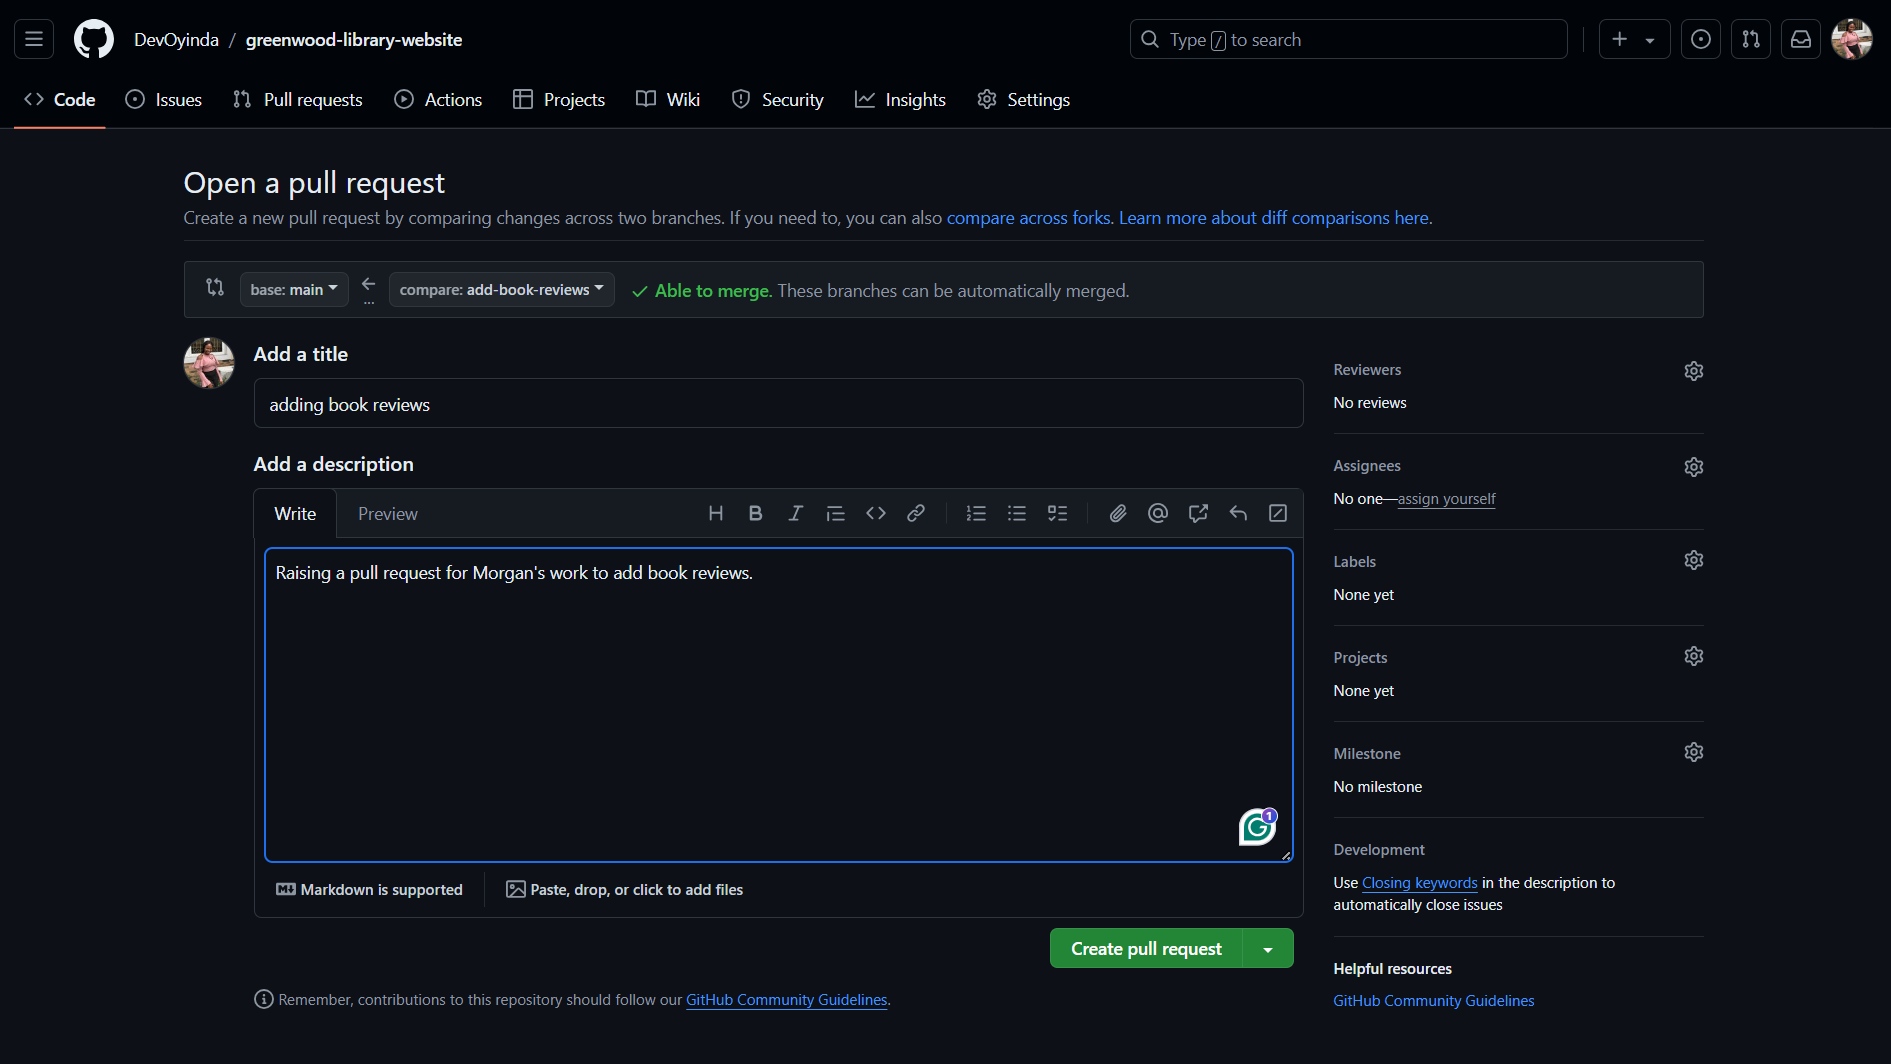 DevOyinda / greenwood-library-website
Type / to search
Code Issues Pull requests Actions Projects Wiki Security Insights Settings
Open a pull request
Create a new pull request by comparing changes across two branches. If you need to, you can also compare across forks. Learn more about diff comparisons here.
base: main ... compare: add-book-reviews Able to merge. These branches can be automatically merged.
Add a title
adding book reviews
Add a description
Write Preview
Raising a pull request for Morgan's work to add book reviews.
1
Markdown is supported Paste, drop, or click to add files
Create pull request
Remember, contributions to this repository should follow our GitHub Community Guidelines.
Reviewers
No reviews
Assignees
No one—assign yourself
Labels
None yet
Projects
None yet
Milestone
No milestone
Development
Use Closing keywords in the description to
automatically close issues
Helpful resources
GitHub Community Guidelines